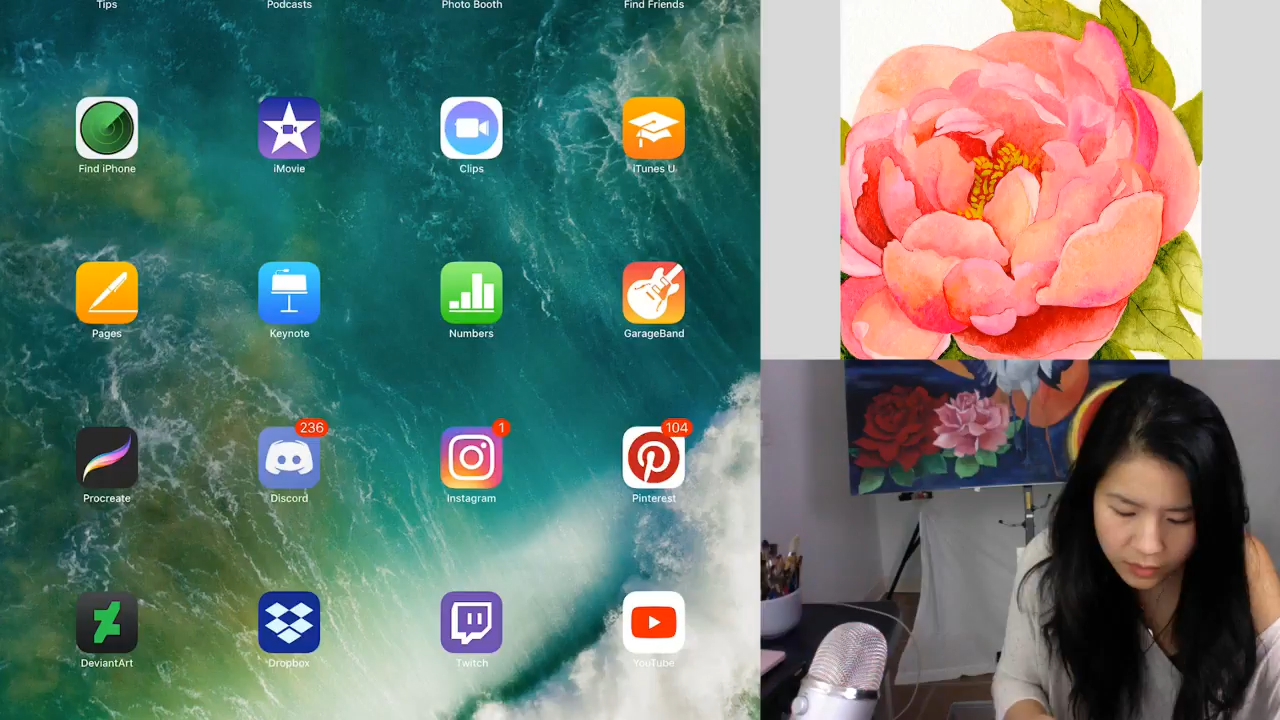 Tips Podcasts Photo Booth Find Friends
Find iPhone iMovie Clips iTunes U
Pages Keynote Numbers GarageBand
236 1 104
Procreate Discord Instagram Pinterest
DeviantArt Dropbox Twitch YouTube